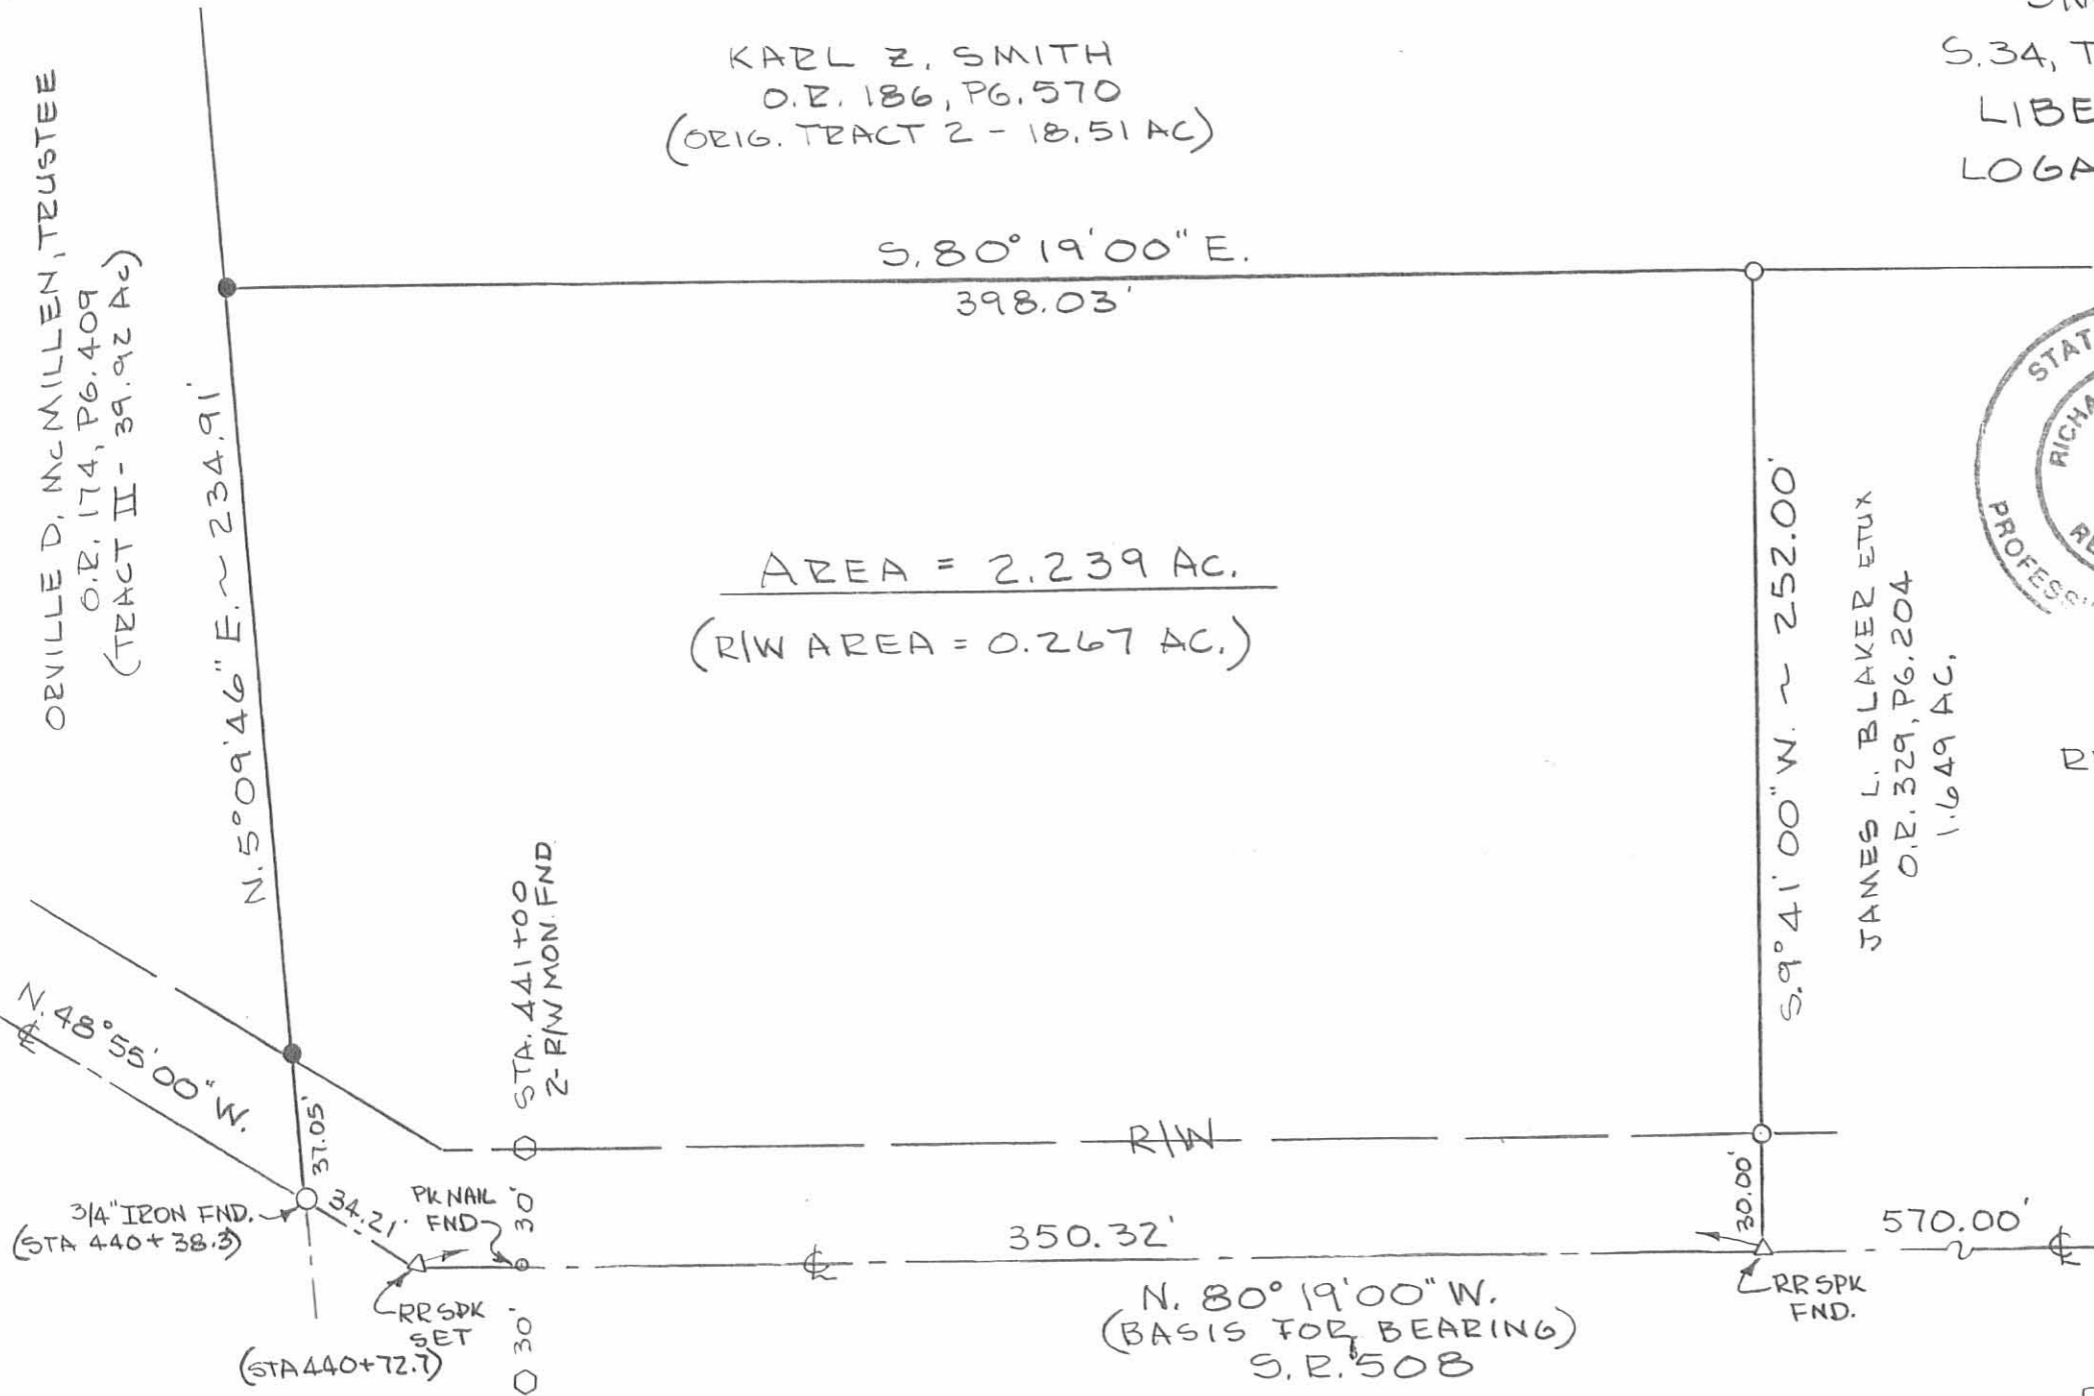 KARL Z. SMITH
O.R. 186, PG. 570
(ORIG. TRACT 2 - 18.51 AC)
S.34, T
LIBE
LOGA
ORVILLE D. McMILLEN, TRUSTEE
O.R. 174, PG. 409
(TRACT II - 39.92 Ac)
S. 80° 19' 00" E.
398.03'
N. 5° 09' 46" E. ~ 234.91'
AREA = 2.239 AC.
(R/W AREA = 0.267 AC.)
S. 9° 41' 00" W. ~ 252.00'
JAMES L. BLAKER ETUX
O.R. 329, PG. 204
1.649 AC.
STAT
RICHA
PROFESS
RE
STA. 441+00
2-R/W MON. FND
N. 48° 55' 00" W.
℄
37.05'
R/W
3/4" IRON FND.
(STA 440+38.3)
34.21'
PK NAIL
FND
30'
350.32'
30.00'
570.00'
℄
℄
RR SPK
SET
(STA 440+72.7)
30'
N. 80° 19' 00" W.
(BASIS FOR BEARING)
S.R. 508
RR SPK
FND.